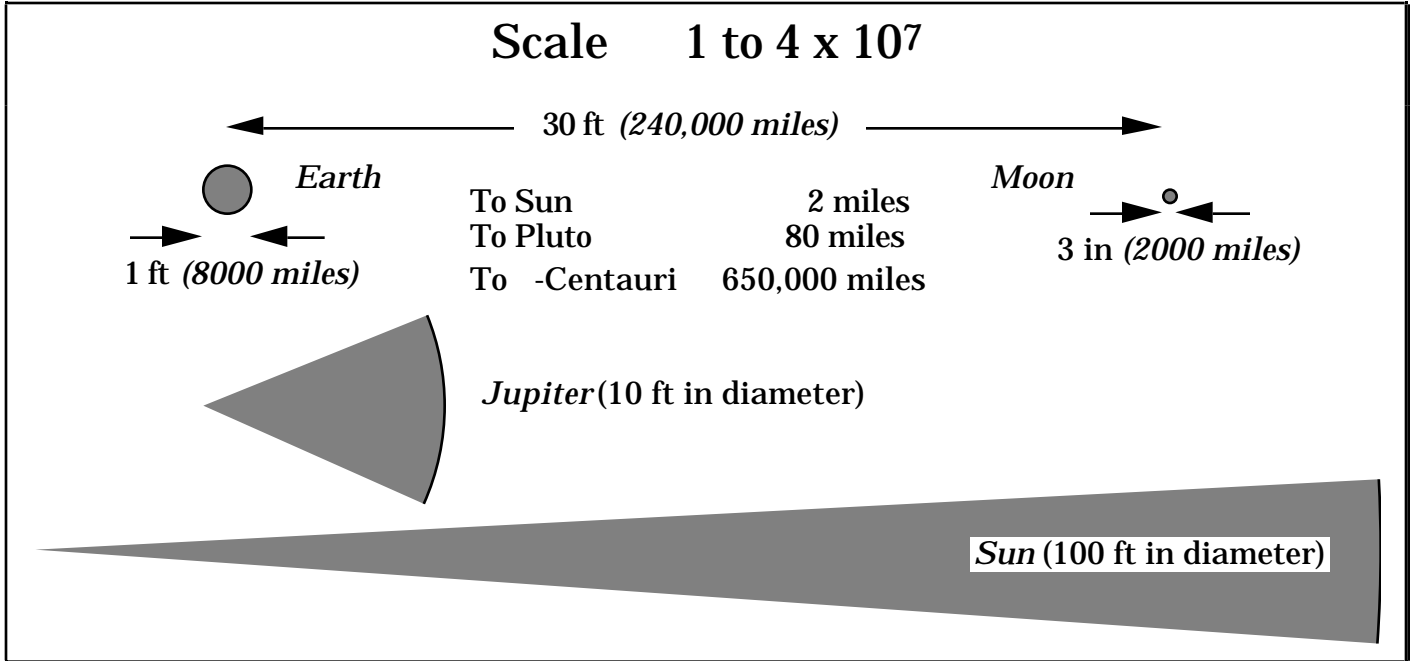 Scale 1 to 4 x 10⁷
30 ft (240,000 miles)
Earth
Moon
To Sun 2 miles
To Pluto 80 miles
To -Centauri 650,000 miles
1 ft (8000 miles)
3 in (2000 miles)
Jupiter (10 ft in diameter)
Sun (100 ft in diameter)